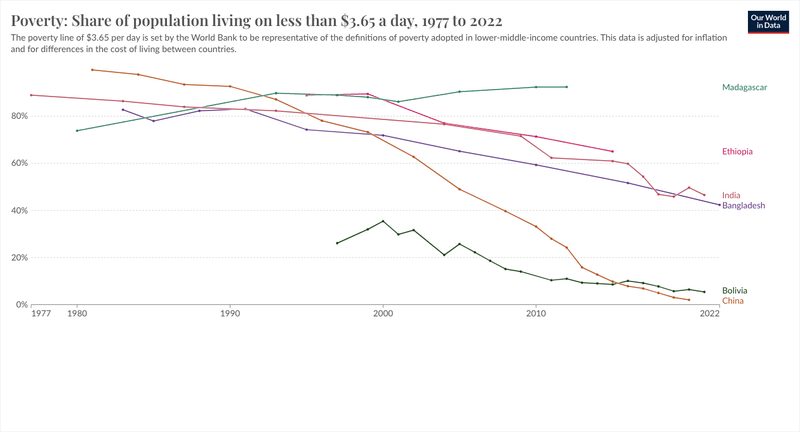 Poverty: Share of population living on less than $3.65 a day, 1977 to 2022
Our World
in Data
The poverty line of $3.65 per day is set by the World Bank to be representative of the definitions of poverty adopted in lower-middle-income countries. This data is adjusted for inflation
and for differences in the cost of living between countries.
Madagascar
80%
Ethiopia
60%
India
Bangladesh
40%
20%
Bolivia
China
0%
1977 1980 1990 2000 2010 2022